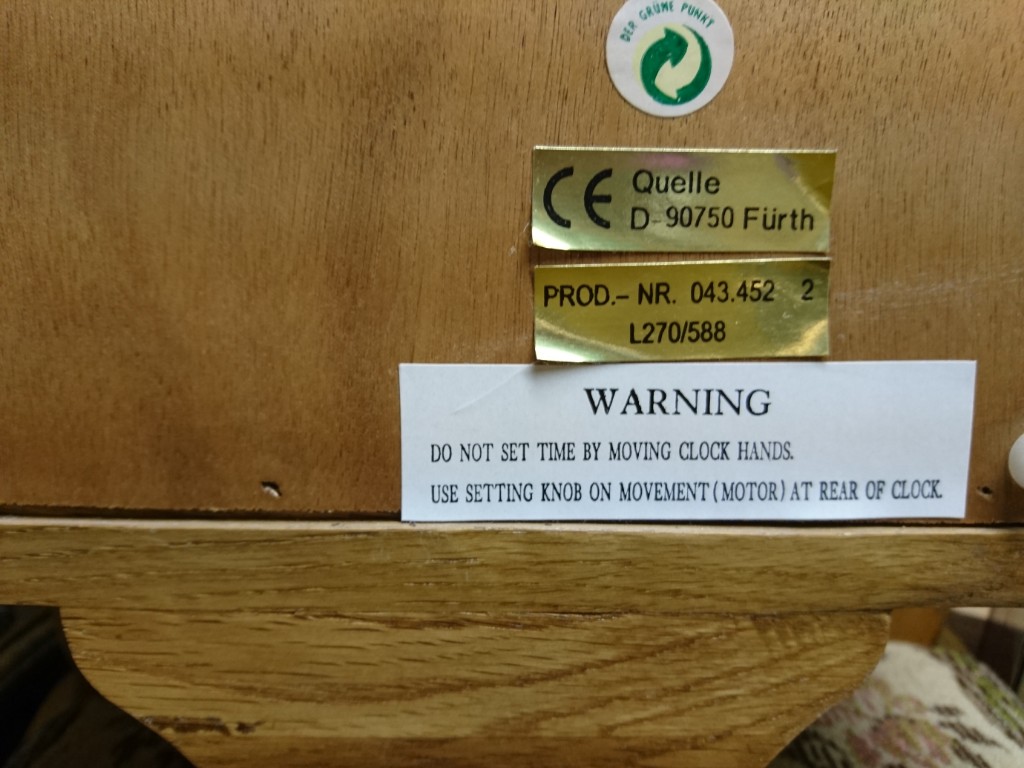 DER GRÜNE PUNKT
CE Quelle
D-90750 Fürth
PROD.- NR. 043.452 2
L270/588
WARNING
DO NOT SET TIME BY MOVING CLOCK HANDS.
USE SETTING KNOB ON MOVEMENT (MOTOR) AT REAR OF CLOCK.